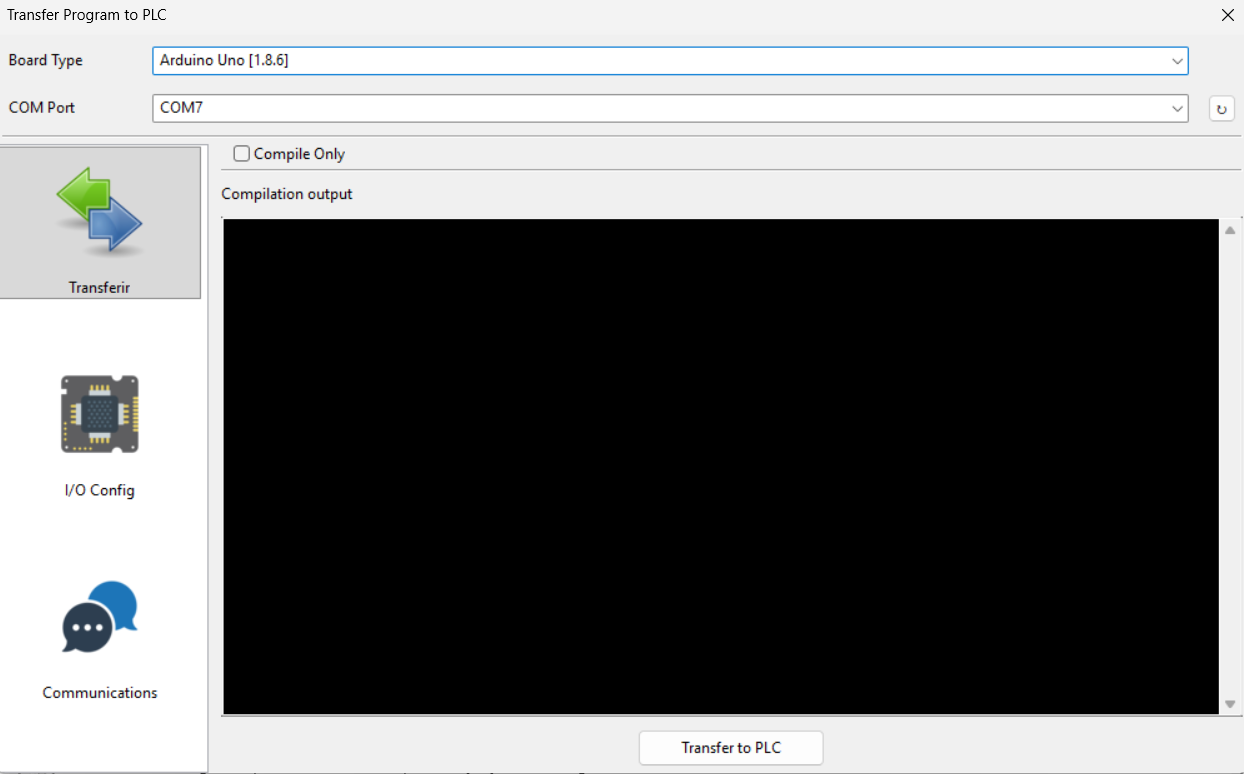 Transfer Program to PLC
Board Type
Arduino Uno [1.8.6]
COM Port
COM7
Compile Only
Compilation output
Transferir
I/O Config
Communications
Transfer to PLC